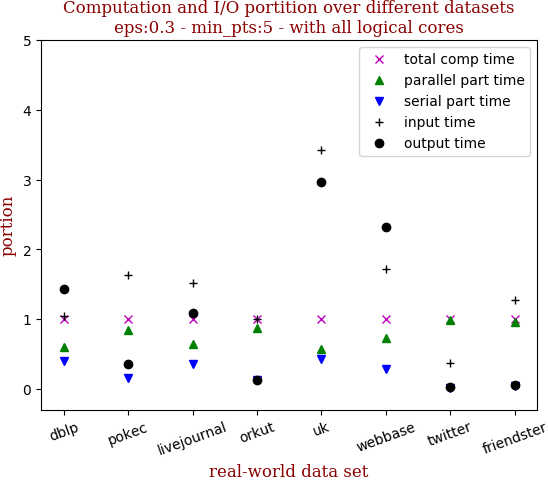 Computation and I/O partition over different datasets
eps:0.3 - min_pts:5 - with all logical cores
total comp time
parallel part time
serial part time
input time
output time
portion
5
4
3
2
1
0
dblp
pokec
livejournal
orkut
uk
webbase
twitter
friendster
real-world data set